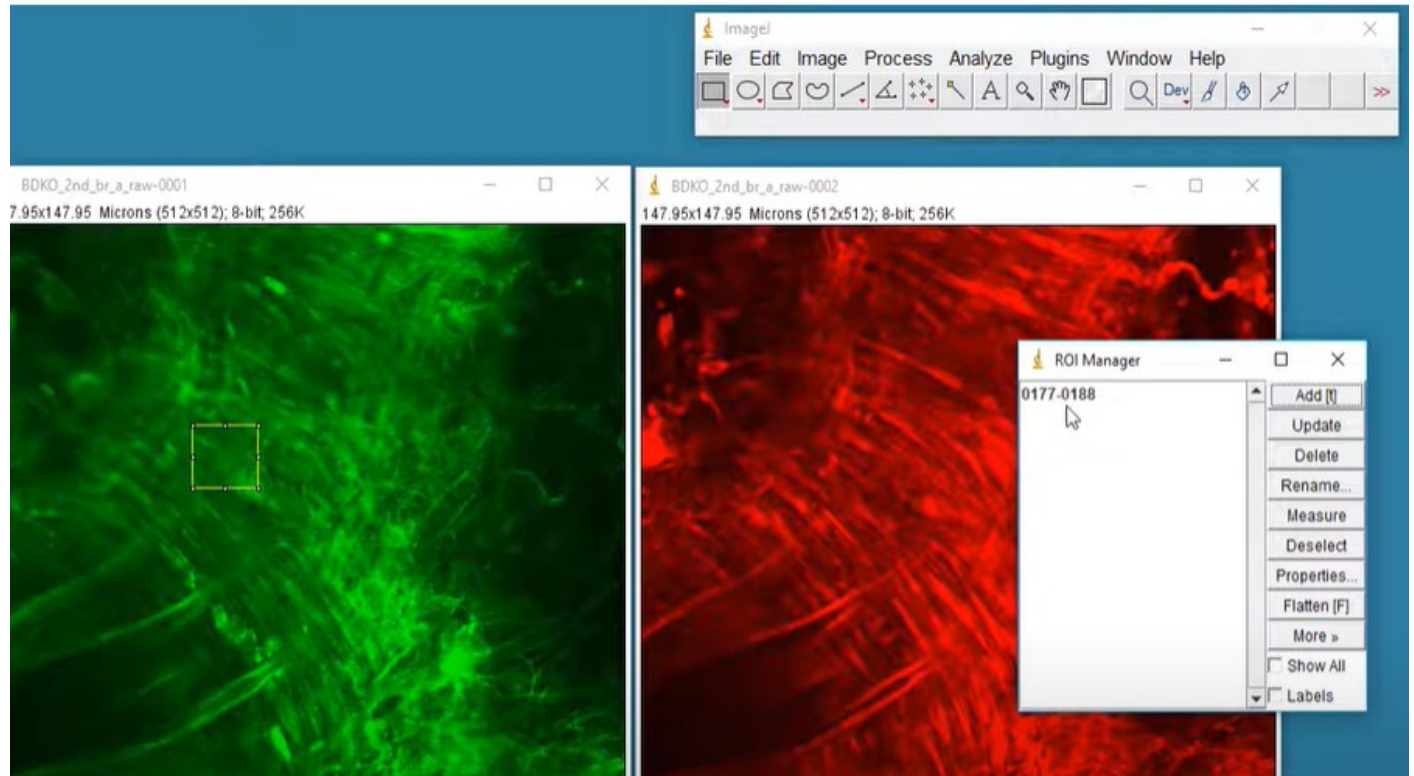 ImageJ
File Edit Image Process Analyze Plugins Window Help
A Dev >>
BDKO_2nd_br_a_raw-0001
7.95x147.95 Microns (512x512); 8-bit; 256K
BDKO_2nd_br_a_raw-0002
147.95x147.95 Microns (512x512); 8-bit; 256K
ROI Manager
0177-0188
Add [t]
Update
Delete
Rename...
Measure
Deselect
Properties...
Flatten [F]
More »
Show All
Labels